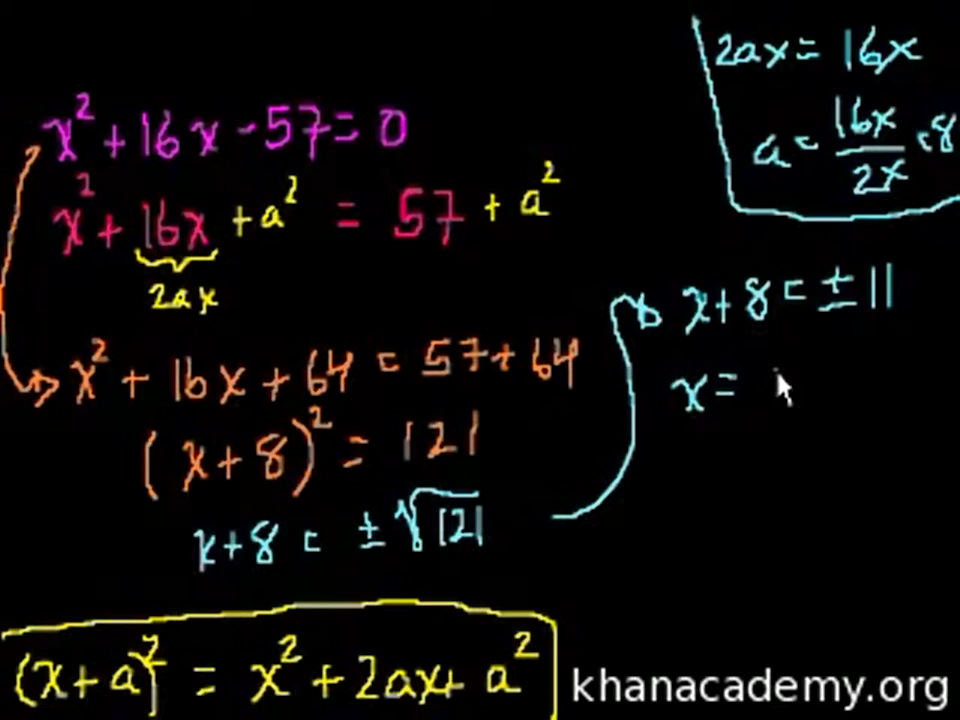 x² + 16x - 57 = 0
x² + 16x + a² = 57 + a²
2ax
x² + 16x + 64 = 57 + 64
(x + 8)² = 121
x + 8 = ± √121
(x + a)² = x² + 2ax + a²
2ax = 16x
a = 16x/2x = 8
x + 8 = ± 11
x =
khanacademy.org